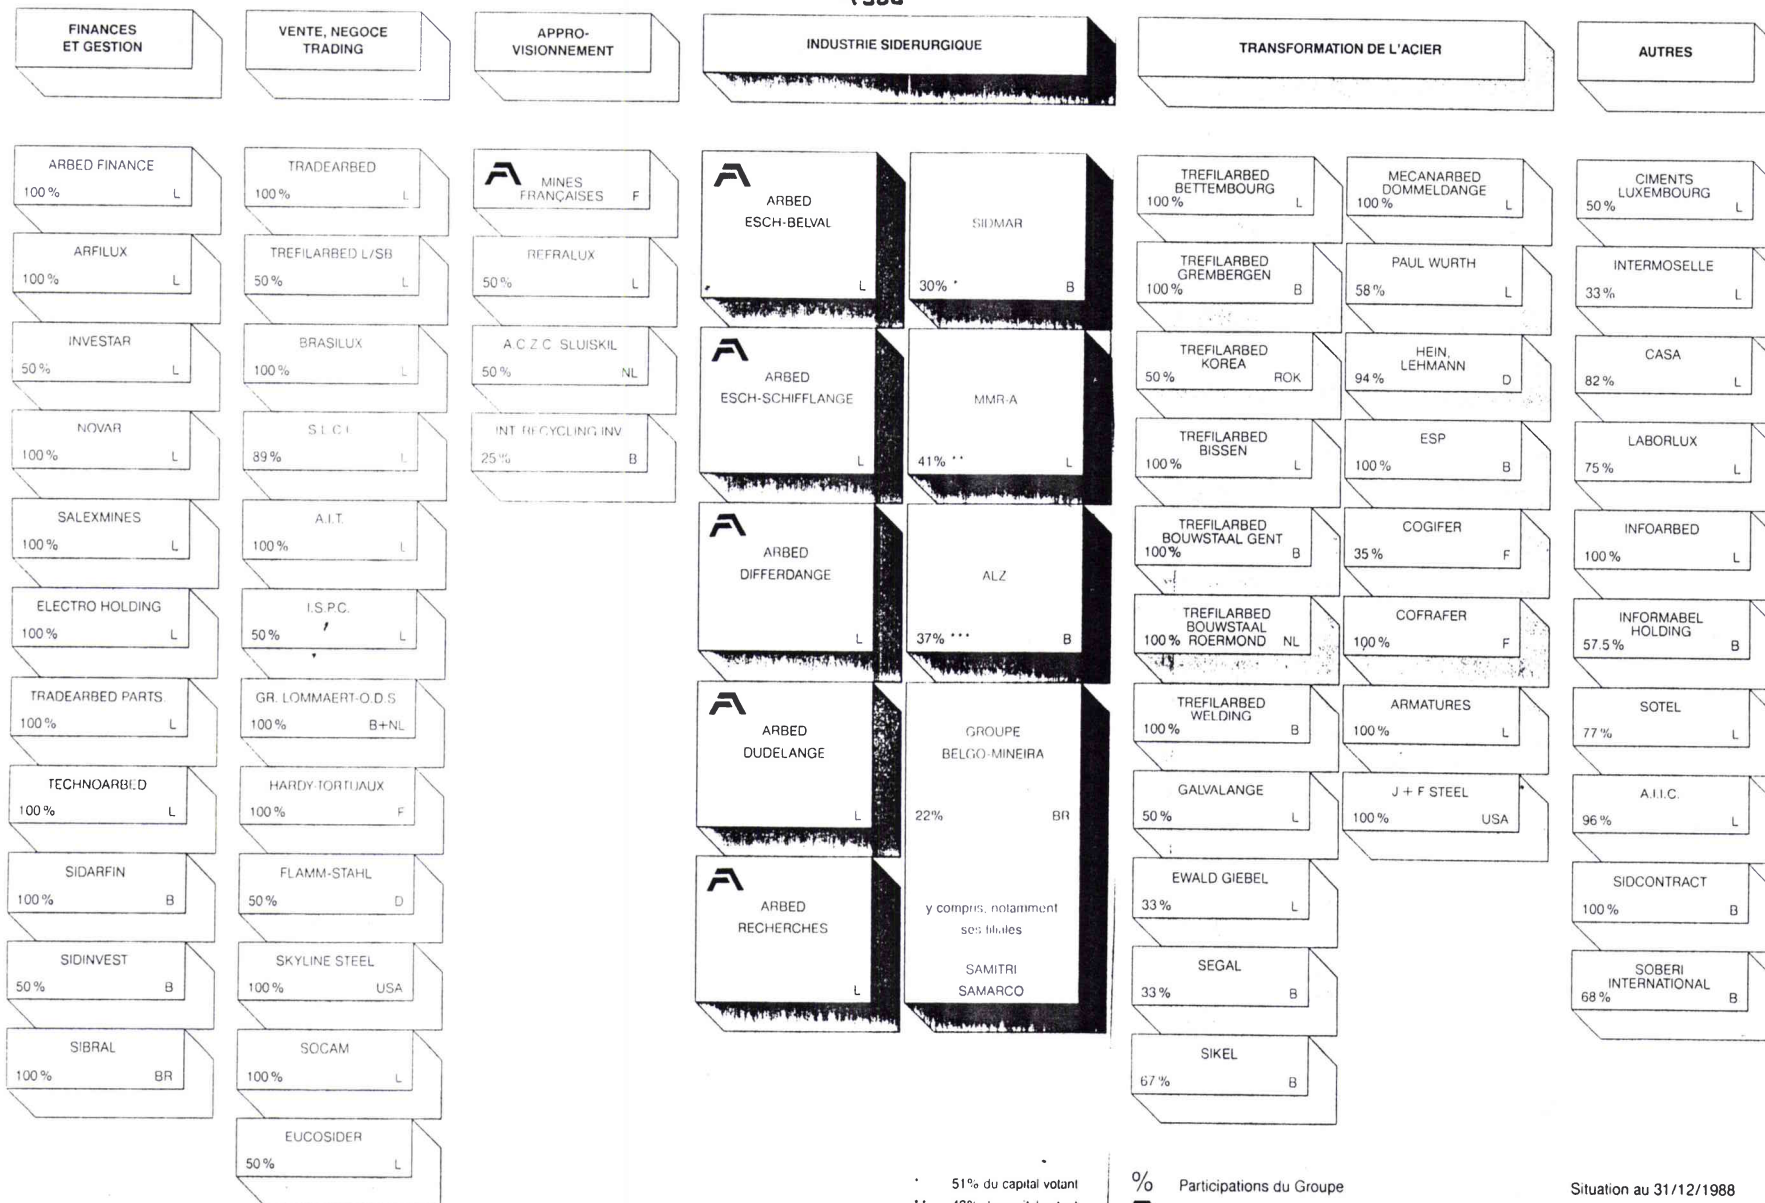 FINANCES
ET GESTION
VENTE, NEGOCE
TRADING
APPRO-
VISIONNEMENT
INDUSTRIE SIDERURGIQUE
TRANSFORMATION DE L'ACIER
AUTRES
ARBED FINANCE
100 % L
ARFILUX
100 % L
INVESTAR
50 % L
NOVAR
100 % L
SALEXMINES
100 % L
ELECTRO HOLDING
100 % L
TRADEARBED PARTS.
100 % L
TECHNOARBED
100 % L
SIDARFIN
100 % B
SIDINVEST
50 % B
SIBRAL
100 % BR
TRADEARBED
100 % L
TREFILARBED L/SB
50 % L
BRASILUX
100 % L
S.L.C.I.
89 % L
A.I.T.
100 % L
I.S.P.C.
50 % L
GR. LOMMAERT-O.D.S
100 % B+NL
HARDY-TORTUAUX
100 % F
FLAMM-STAHL
50 % D
SKYLINE STEEL
100 % USA
SOCAM
100 % L
EUCOSIDER
50 % L
MINES
FRANÇAISES F
REFRALUX
50 % L
A.C.Z.C. SLUISKIL
50 % NL
INT. RECYCLING INV
25 % B
ARBED
ESCH-BELVAL
L
ARBED
ESCH-SCHIFFLANGE
L
ARBED
DIFFERDANGE
L
ARBED
DUDELANGE
L
ARBED
RECHERCHES
L
SIDMAR
30% * B
MMR-A
41% ** L
ALZ
37% *** B
GROUPE
BELGO-MINEIRA
22% BR
y compris, notamment
ses filiales
SAMITRI
SAMARCO
TREFILARBED
BETTEMBOURG
100 % L
TREFILARBED
GREMBERGEN
100 % B
TREFILARBED
KOREA
50 % ROK
TREFILARBED
BISSEN
100 % L
TREFILARBED
BOUWSTAAL GENT
100 % B
TREFILARBED
BOUWSTAAL
100 % ROERMOND NL
TREFILARBED
WELDING
100 % B
GALVALANGE
50 % L
EWALD GIEBEL
33 % L
SEGAL
33 % B
SIKEL
67 % B
MECANARBED
DOMMELDANGE
100 % L
PAUL WURTH
58 % L
HEIN,
LEHMANN
94 % D
ESP
100 % B
COGIFER
35 % F
COFRAFER
100 % F
ARMATURES
100 % L
J + F STEEL
100 % USA
CIMENTS
LUXEMBOURG
50 % L
INTERMOSELLE
33 % L
CASA
82 % L
LABORLUX
75 % L
INFOARBED
100 % L
INFORMABEL
HOLDING
57.5 % B
SOTEL
77 % L
A.I.I.C.
96 % L
SIDCONTRACT
100 % B
SOBERI
INTERNATIONAL
68 % B
* 51% du capital votant
% Participations du Groupe
Situation au 31/12/1988